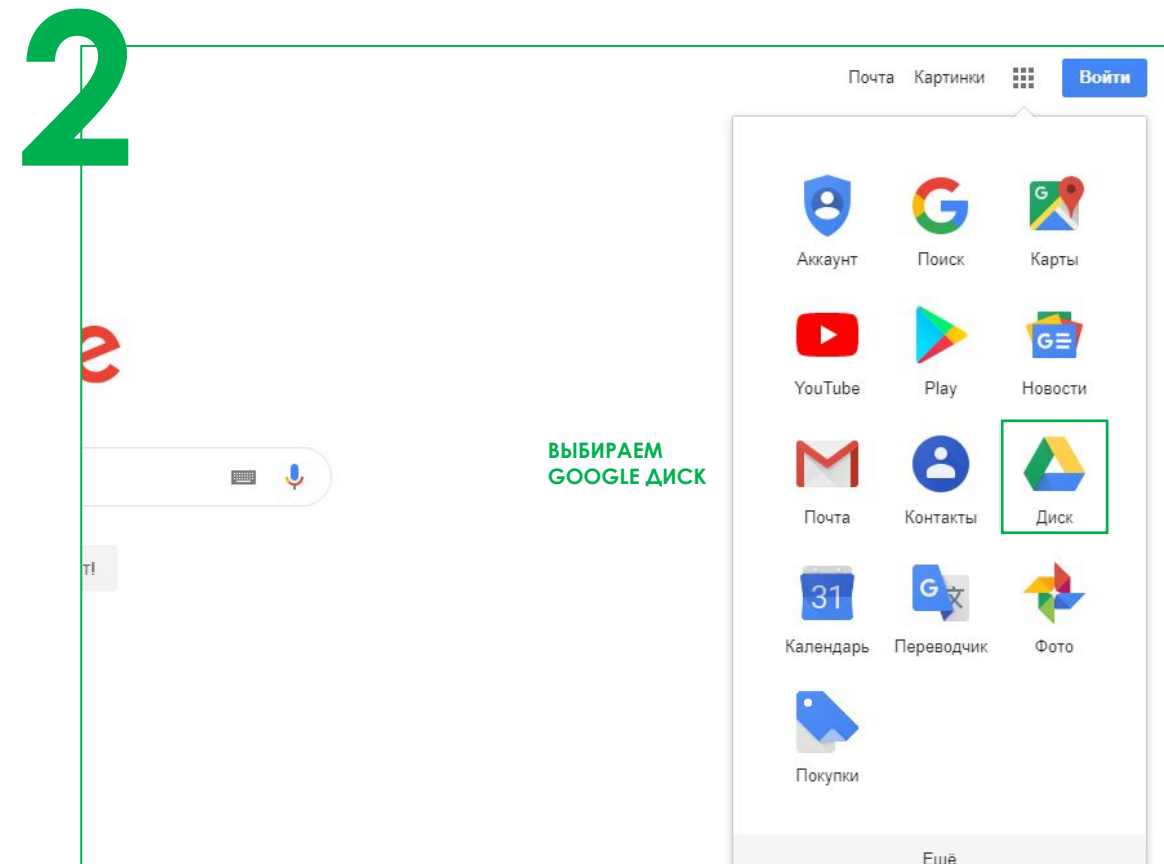 2
Почта Картинки Войти
Аккаунт Поиск Карты
YouTube Play Новости
ВЫБИРАЕМ
GOOGLE ДИСК
Почта Контакты Диск
т!
31
Календарь Переводчик Фото
Покупки
Ещё